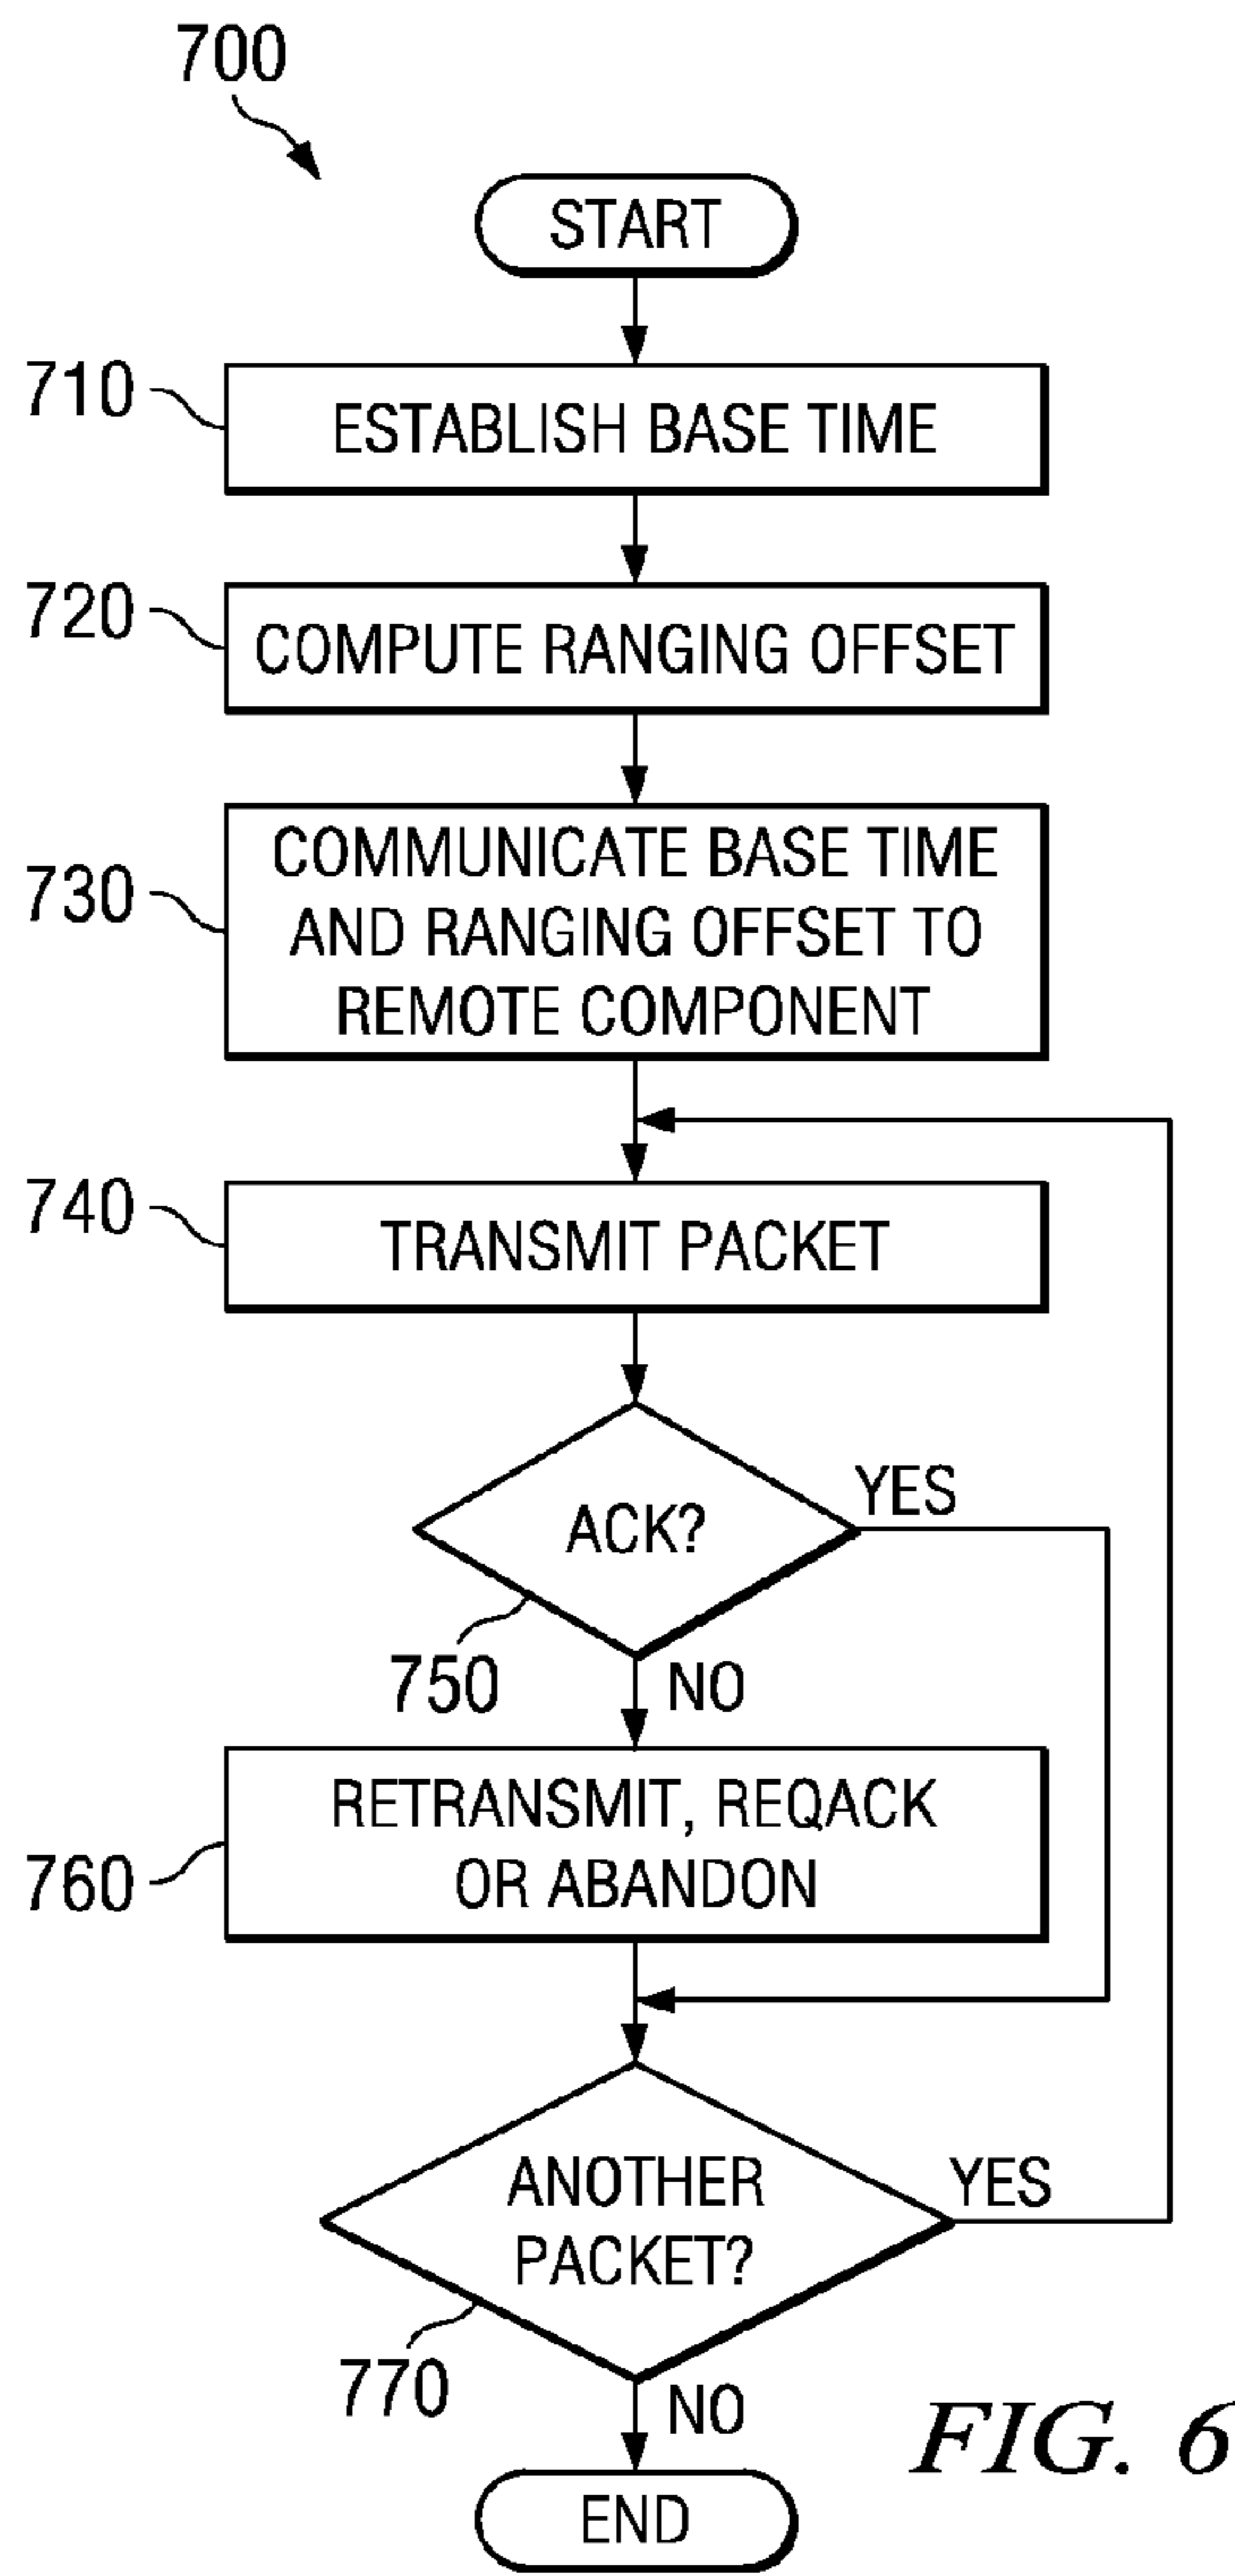 700
START
710
ESTABLISH BASE TIME
720
COMPUTE RANGING OFFSET
730
COMMUNICATE BASE TIME
AND RANGING OFFSET TO
REMOTE COMPONENT
740
TRANSMIT PACKET
ACK?
YES
750
NO
760
RETRANSMIT, REQACK
OR ABANDON
ANOTHER
PACKET?
YES
770
NO
FIG. 6
END